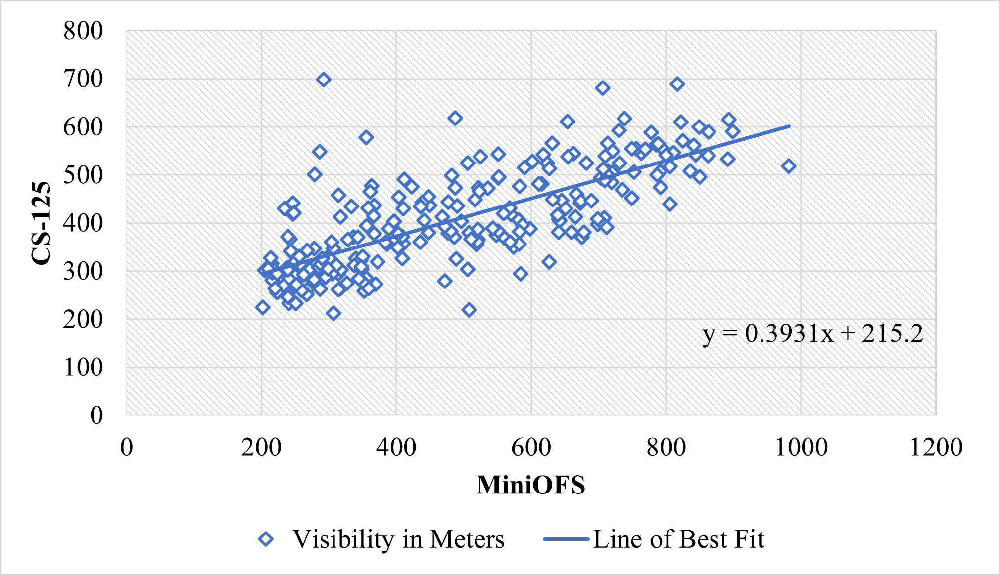 800
700
600
500
400
300
200
100
0
CS-125
y = 0.3931x + 215.2
0 200 400 600 800 1000 1200
MiniOFS
Visibility in Meters Line of Best Fit